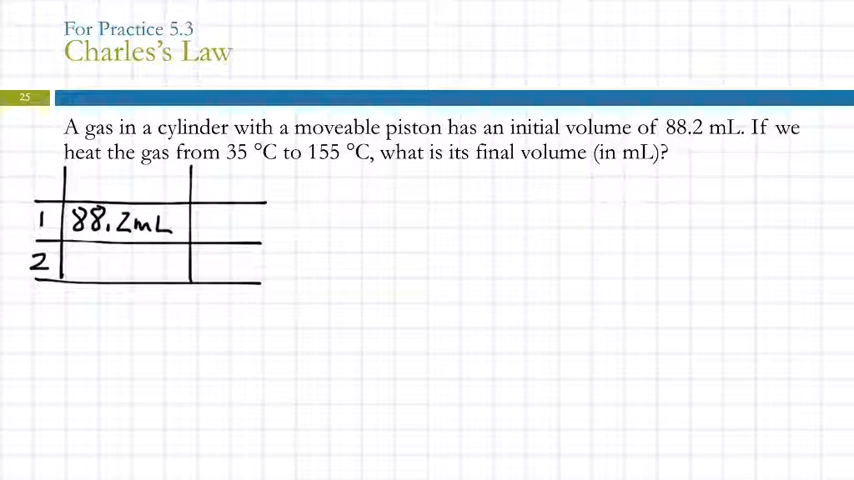 For Practice 5.3
Charles's Law
25
A gas in a cylinder with a moveable piston has an initial volume of 88.2 mL. If we
heat the gas from 35 °C to 155 °C, what is its final volume (in mL)?
1 88.2mL
2